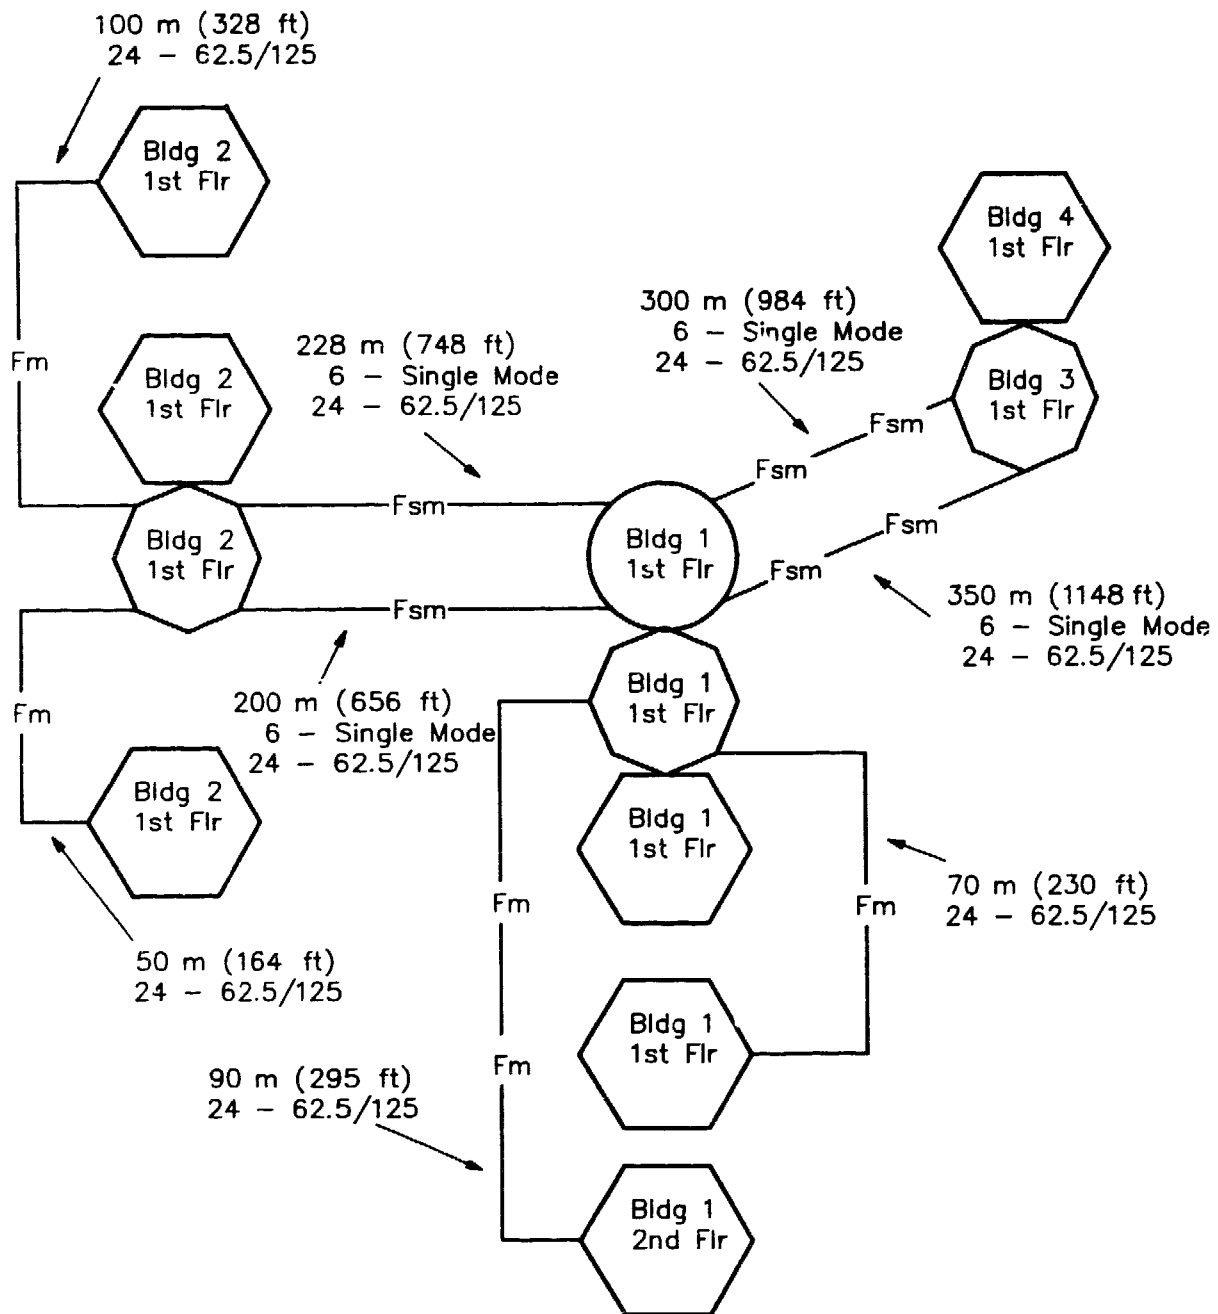 100 m (328 ft)
24 - 62.5/125
Bldg 2
1st Flr
Bldg 4
1st Flr
300 m (984 ft)
6 - Single Mode
24 - 62.5/125
228 m (748 ft)
6 - Single Mode
24 - 62.5/125
Fm
Bldg 2
1st Flr
Bldg 3
1st Flr
Fsm
Fsm
Fsm
Bldg 2
1st Flr
Bldg 1
1st Flr
Fsm
Fsm
Fsm
350 m (1148 ft)
6 - Single Mode
24 - 62.5/125
200 m (656 ft)
6 - Single Mode
24 - 62.5/125
Fm
Bldg 1
1st Flr
Bldg 2
1st Flr
Bldg 1
1st Flr
70 m (230 ft)
24 - 62.5/125
Fm
Fm
50 m (164 ft)
24 - 62.5/125
Bldg 1
1st Flr
Fm
90 m (295 ft)
24 - 62.5/125
Bldg 1
2nd Flr